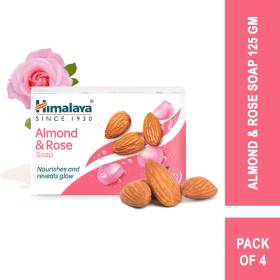 Himalaya
SINCE 1930
Almond
& Rose
Soap
Nourishes and
reveals glow
ALMOND & ROSE SOAP 125 GM
PACK
OF 4